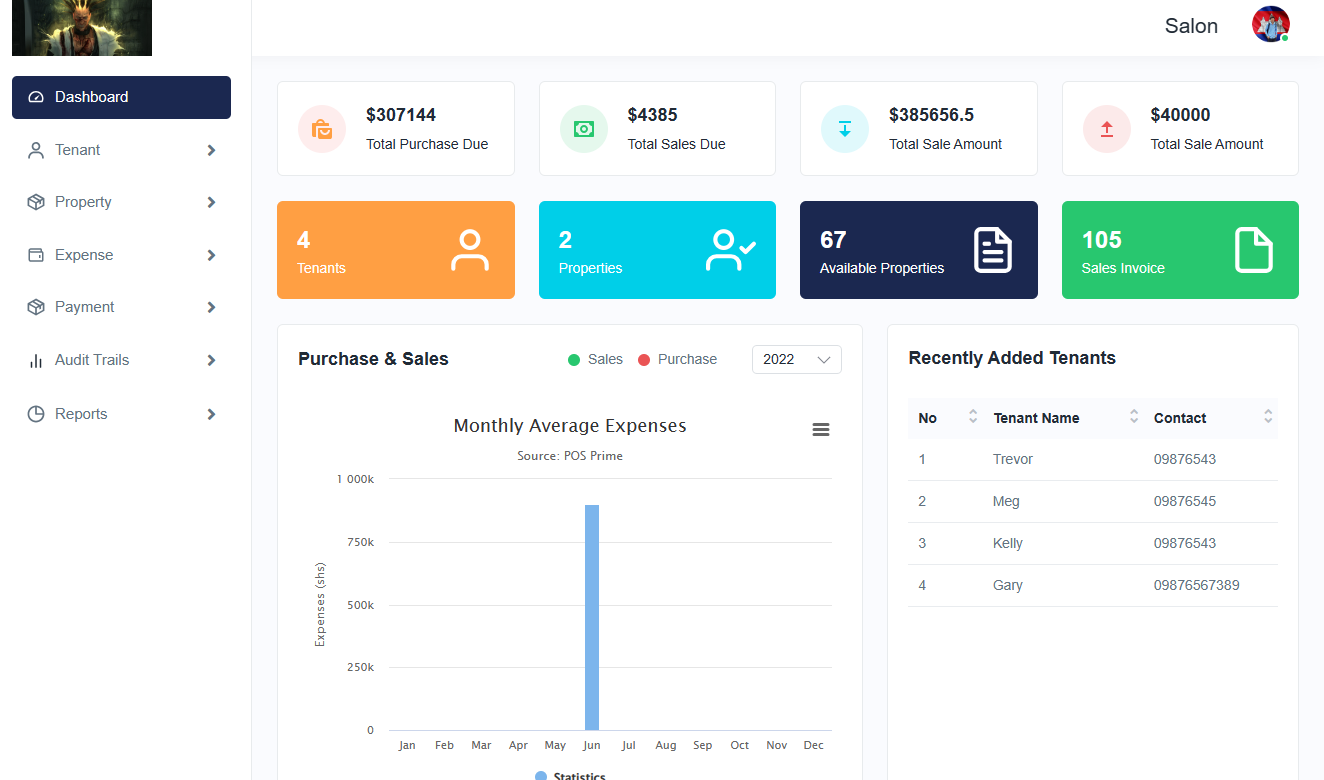 Salon
Dashboard
Tenant
Property
Expense
Payment
Audit Trails
Reports
$307144
Total Purchase Due
$4385
Total Sales Due
$385656.5
Total Sale Amount
$40000
Total Sale Amount
4
Tenants
2
Properties
67
Available Properties
105
Sales Invoice
Purchase & Sales
Sales Purchase
2022
Monthly Average Expenses
Source: POS Prime
Expenses (shs)
1 000k
750k
500k
250k
0
Jan Feb Mar Apr May Jun Jul Aug Sep Oct Nov Dec
Statistics
Recently Added Tenants
No Tenant Name Contact
1 Trevor 09876543
2 Meg 09876545
3 Kelly 09876543
4 Gary 09876567389